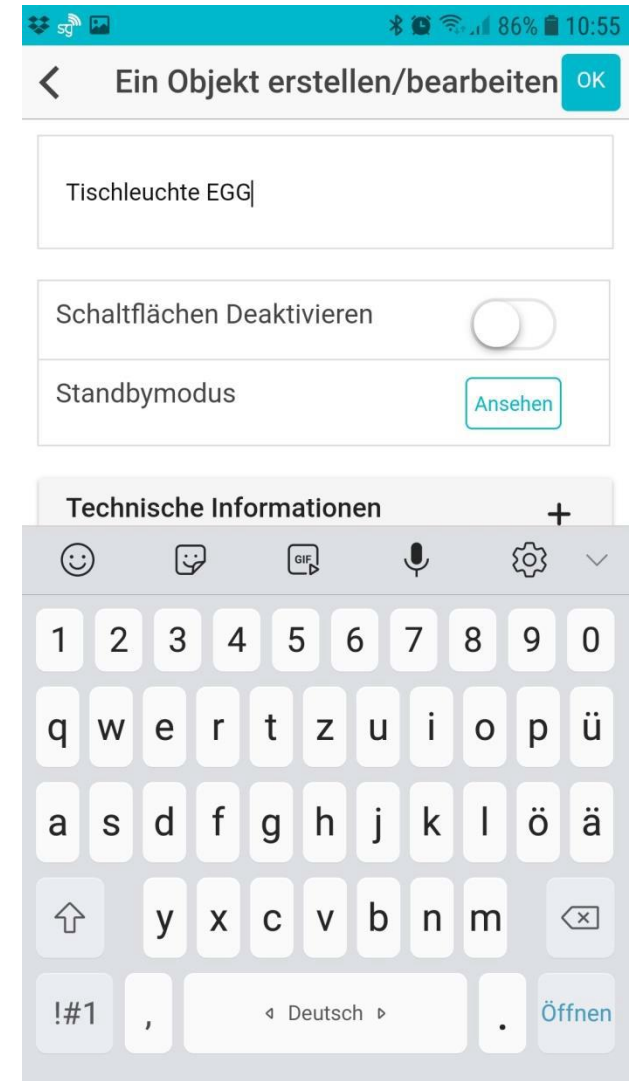 sg 86% 10:55
Ein Objekt erstellen/bearbeiten OK
Tischleuchte EGG
Schaltflächen Deaktivieren
Standbymodus Ansehen
Technische Informationen +
GIF
1 2 3 4 5 6 7 8 9 0
q w e r t z u i o p ü
a s d f g h j k l ö ä
y x c v b n m
!#1 , Deutsch . Öffnen